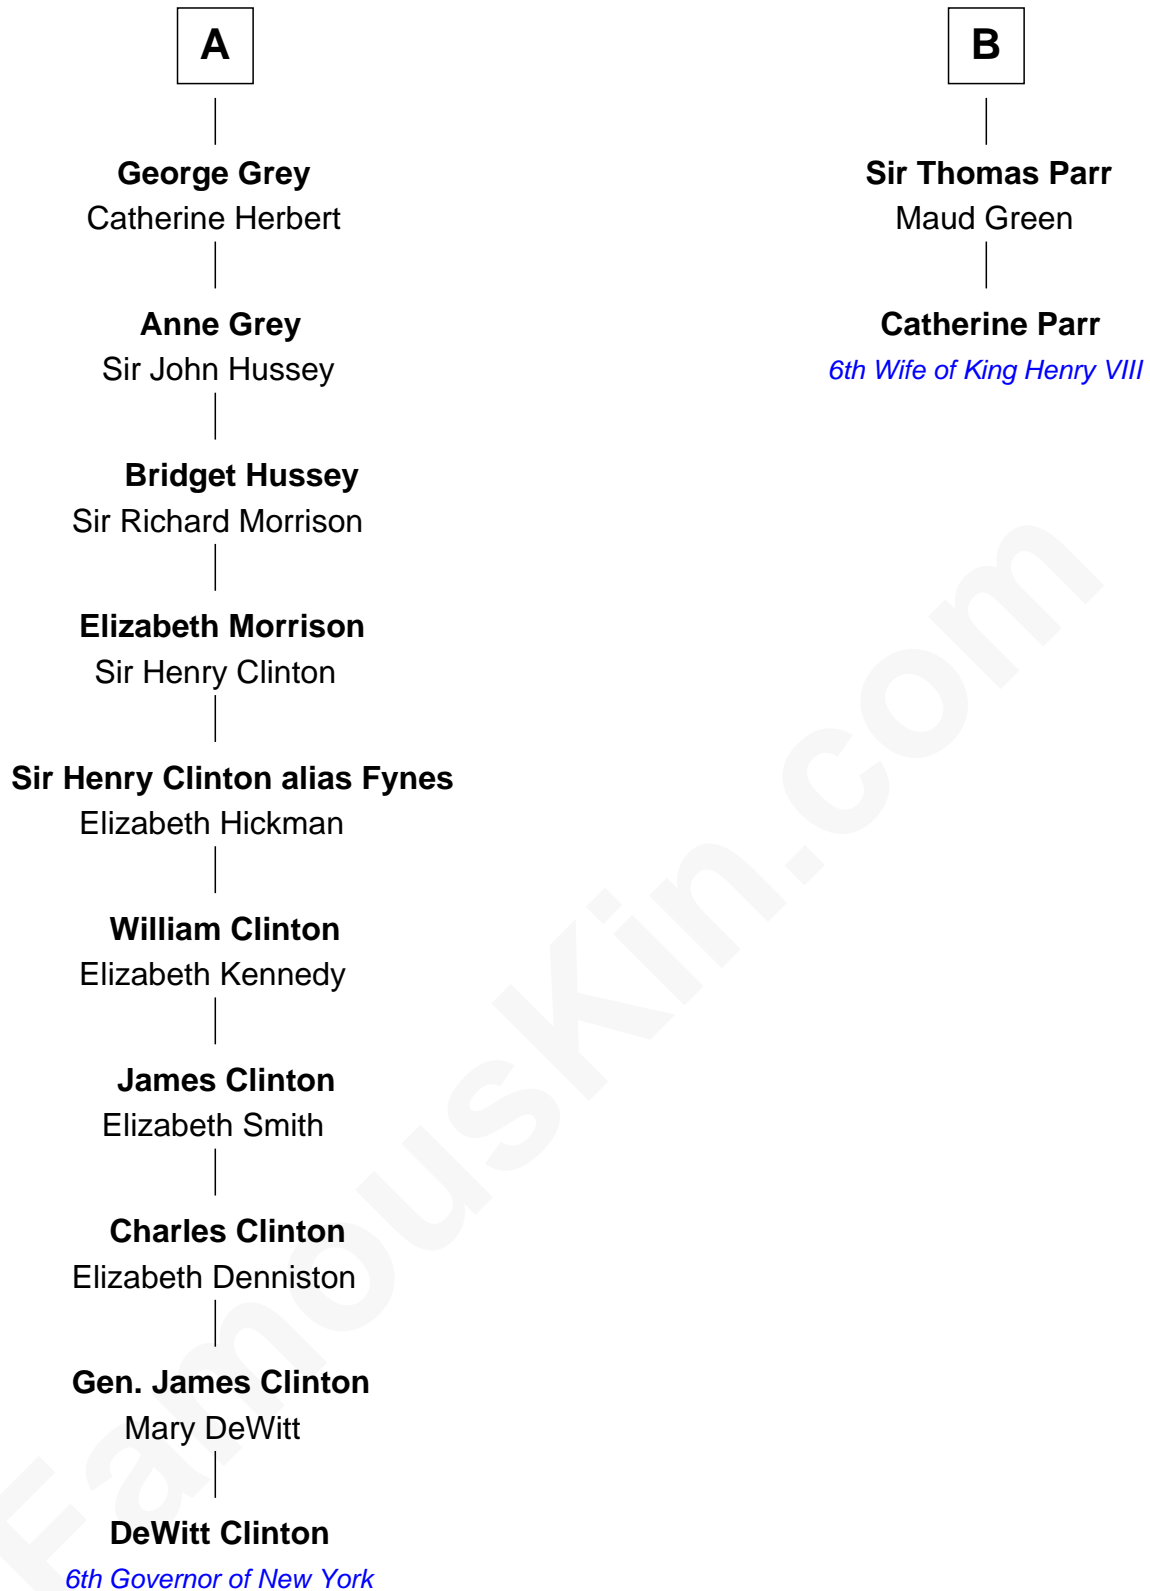 A
George Grey
Catherine Herbert
Anne Grey
Sir John Hussey
Bridget Hussey
Sir Richard Morrison
Elizabeth Morrison
Sir Henry Clinton
Sir Henry Clinton alias Fynes
Elizabeth Hickman
William Clinton
Elizabeth Kennedy
James Clinton
Elizabeth Smith
Charles Clinton
Elizabeth Denniston
Gen. James Clinton
Mary DeWitt
DeWitt Clinton
6th Governor of New York
B
Sir Thomas Parr
Maud Green
Catherine Parr
6th Wife of King Henry VIII
FamousKin.com